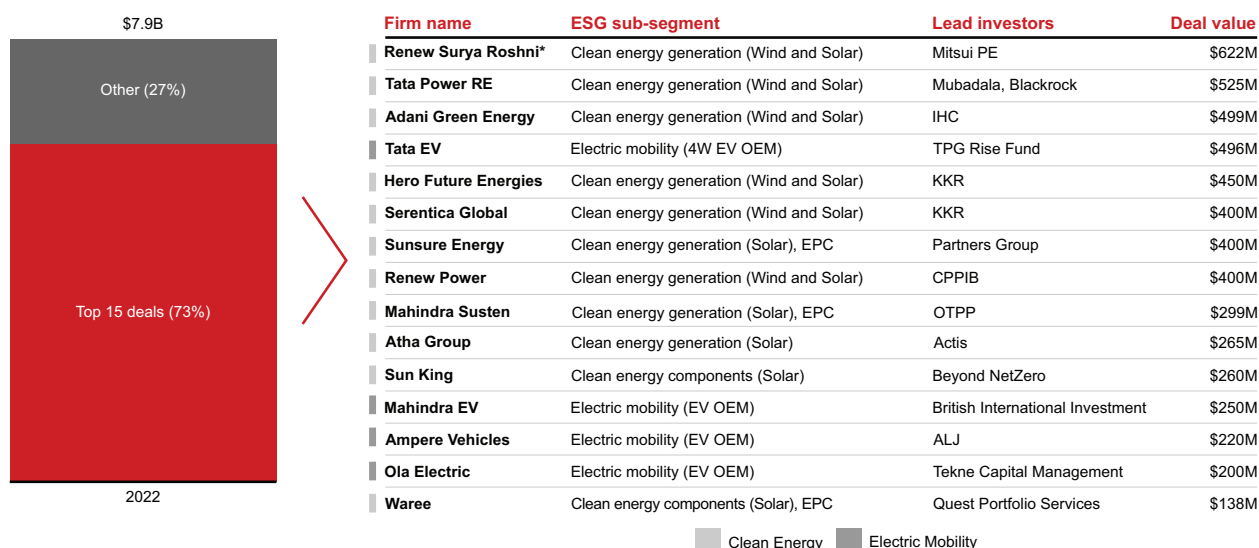 $7.9B
Other (27%)
Top 15 deals (73%)
2022
Firm name ESG sub-segment Lead investors Deal value
Renew Surya Roshni* Clean energy generation (Wind and Solar) Mitsui PE $622M
Tata Power RE Clean energy generation (Wind and Solar) Mubadala, Blackrock $525M
Adani Green Energy Clean energy generation (Wind and Solar) IHC $499M
Tata EV Electric mobility (4W EV OEM) TPG Rise Fund $496M
Hero Future Energies Clean energy generation (Wind and Solar) KKR $450M
Serentica Global Clean energy generation (Wind and Solar) KKR $400M
Sunsure Energy Clean energy generation (Solar), EPC Partners Group $400M
Renew Power Clean energy generation (Wind and Solar) CPPIB $400M
Mahindra Susten Clean energy generation (Solar), EPC OTPP $299M
Atha Group Clean energy generation (Solar) Actis $265M
Sun King Clean energy components (Solar) Beyond NetZero $260M
Mahindra EV Electric mobility (EV OEM) British International Investment $250M
Ampere Vehicles Electric mobility (EV OEM) ALJ $220M
Ola Electric Electric mobility (EV OEM) Tekne Capital Management $200M
Waree Clean energy components (Solar), EPC Quest Portfolio Services $138M
Clean Energy Electric Mobility